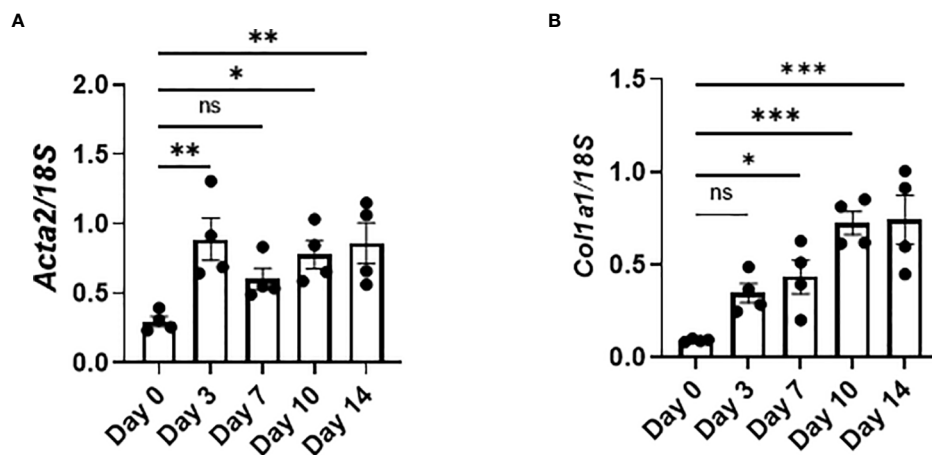 A
**
*
ns
**
2.0
1.5
1.0
0.5
0.0
Acta2/18S
Day 0
Day 3
Day 7
Day 10
Day 14
B
***
***
*
ns
1.5
1.0
0.5
0.0
Col1a1/18S
Day 0
Day 3
Day 7
Day 10
Day 14